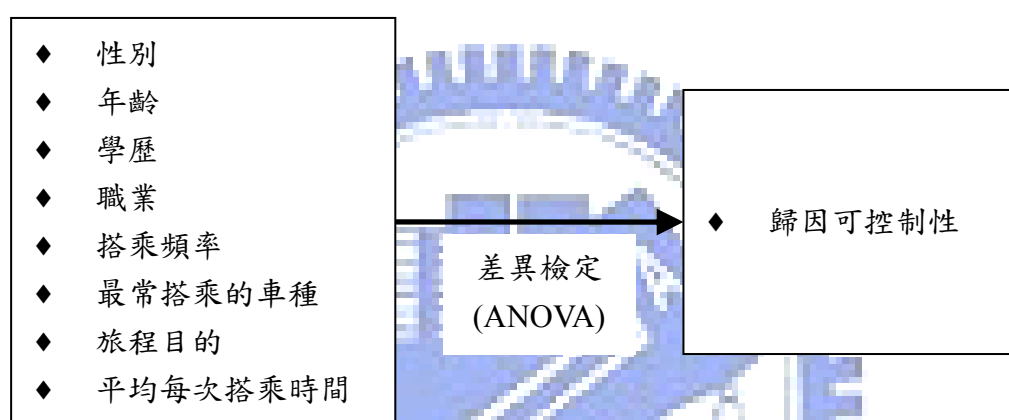 ♦ 性別
♦ 年齡
♦ 學歷
♦ 職業
♦ 搭乘頻率
♦ 最常搭乘的車種
♦ 旅程目的
♦ 平均每次搭乘時間
差異檢定
(ANOVA)
♦ 歸因可控制性